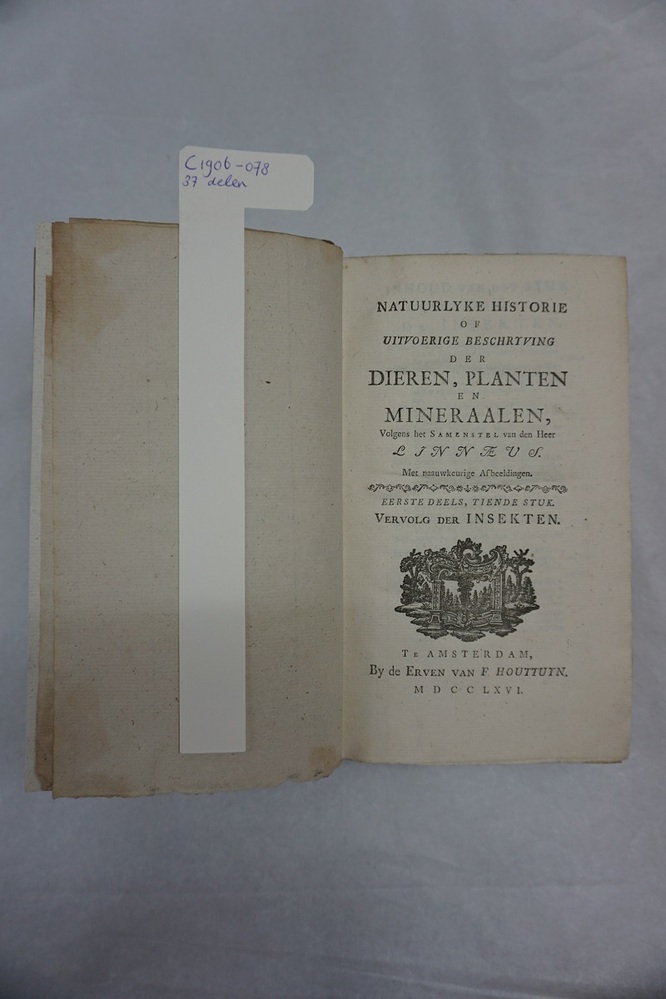 C1906-078
37 delen
NATUURLYKE HISTORIE
OF
UITVOERIGE BESCHRYVING
DER
DIEREN, PLANTEN
EN
MINERAALEN,
Volgens het SAMENSTEL van den Heer
LINNÆUS.
Met naauwkeurige Afbeeldingen.
EERSTE DEELS, TIENDE STUK.
VERVOLG DER INSEKTEN.
TE AMSTERDAM,
By de ERVEN VAN F. HOUTTUYN.
MDCCLXVI.